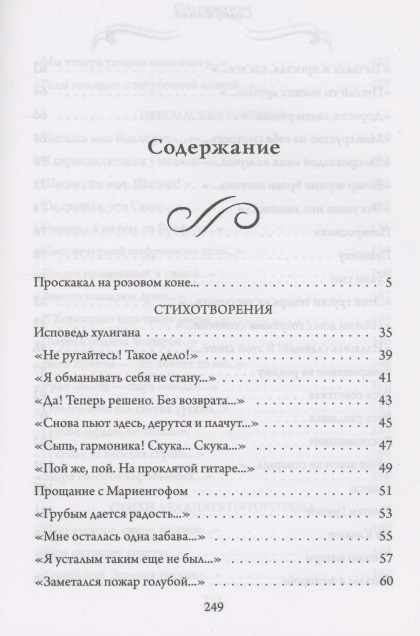 Содержание
Проскакал на розовом коне... 5
СТИХОТВОРЕНИЯ
Исповедь хулигана 35
«Не ругайтесь! Такое дело!» 39
«Я обманывать себя не стану...» 41
«Да! Теперь решено. Без возврата...» 43
«Снова пьют здесь, дерутся и плачут...» 45
«Сыпь, гармоника! Скука... Скука...» 47
«Пой же, пой. На проклятой гитаре...» 49
Прощание с Мариенгофом 51
«Грубым дается радость...» 53
«Мне осталась одна забава...» 55
«Я усталым таким еще не был...» 57
«Заметался пожар голубой...» 60
249